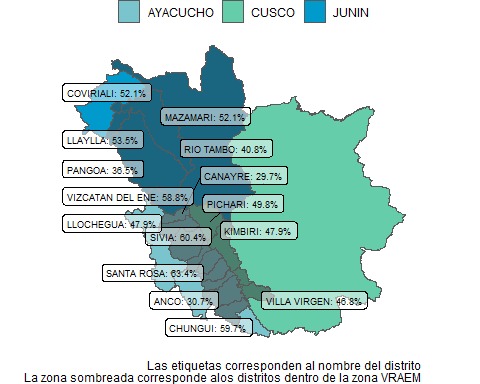 AYACUCHO CUSCO JUNIN
COVIRIALI: 52.1%
MAZAMARI: 52.1%
LLAYLLA: 53.5%
RIO TAMBO: 40.8%
PANGOA: 36.5%
CANAYRE: 29.7%
VIZCATAN DEL ENE: 58.8%
PICHARI: 49.8%
LLOCHEGUA: 47.9%
KIMBIRI: 47.9%
SIVIA: 60.4%
SANTA ROSA: 63.4%
ANCO: 30.7%
VILLA VIRGEN: 46.8%
CHUNGUI: 59.7%
Las etiquetas corresponden al nombre del distrito
La zona sombreada corresponde alos distritos dentro de la zona VRAEM